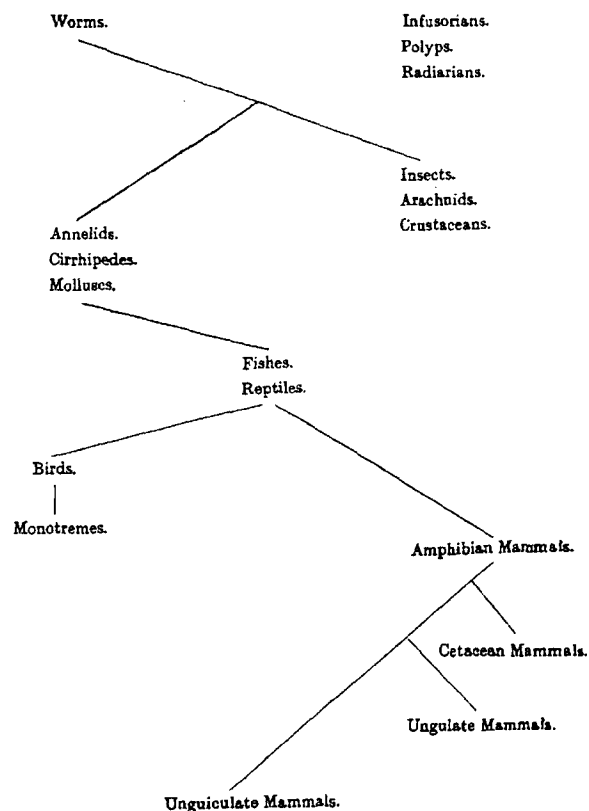 Worms.
Infusorians.
Polyps.
Radiarians.
Insects.
Arachnids.
Crustaceans.
Annelids.
Cirrhipedes.
Molluscs.
Fishes.
Reptiles.
Birds.
Monotremes.
Amphibian Mammals.
Cetacean Mammals.
Ungulate Mammals.
Unguiculate Mammals.